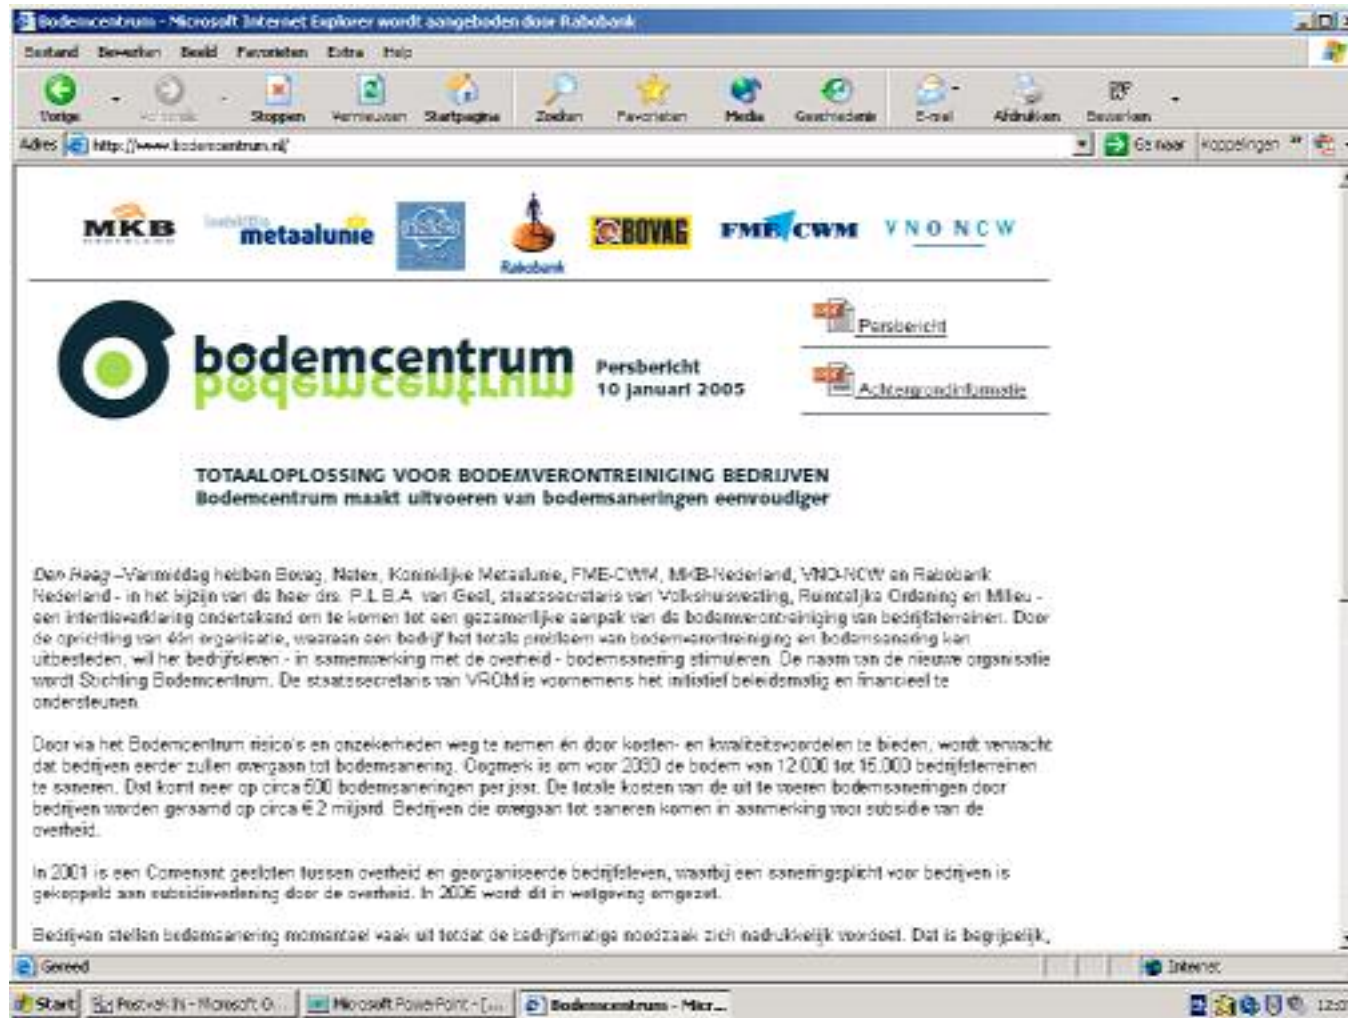 Bodemcentrum - Microsoft Internet Explorer wordt aangeboden door Rabobank
Bestand Bewerken Beeld Favorieten Extra Help
Vorige Stoppen Vernieuwen Startpagina Zoeken Favorieten Media Geschiedenis E-mail Afdrukken Bewerken
Adres http://www.bodemcentrum.nl/ Ga naar Koppelingen »
MKB NEDERLAND metaalunie Rabobank BOVAG FME CWM VNO NCW
Persbericht
bodemcentrum
Persbericht
10 januari 2005
Achtergrondinformatie
TOTAALOPLOSSING VOOR BODEMVERONTREINIGING BEDRIJVEN
Bodemcentrum maakt uitvoeren van bodemsaneringen eenvoudiger
Den Haag –Vanmiddag hebben Bovag, Netex, Koninklijke Metaalunie, FME-CWM, MKB-Nederland, VNO-NCW en Rabobank
Nederland - in het bijzijn van de heer drs. P.L.B.A. van Geel, staatssecretaris van Volkshuisvesting, Ruimtelijke Ordening en Milieu -
een intentieverklaring ondertekend om te komen tot een gezamenlijke aanpak van de bodemverontreiniging van bedrijfsterreinen. Door
de oprichting van één organisatie, waaraan een bedrijf het totale probleem van bodemverontreiniging en bodemsanering kan
uitbesteden, wil het bedrijfsleven - in samenwerking met de overheid - bodemsanering stimuleren. De naam van de nieuwe organisatie
wordt Stichting Bodemcentrum. De staatssecretaris van VROM is voornemens het initiatief beleidsmatig en financieel te
ondersteunen.
Door via het Bodemcentrum risico's en onzekerheden weg te nemen én door kosten- en kwaliteitsvoordelen te bieden, wordt verwacht
dat bedrijven eerder zullen overgaan tot bodemsanering. Oogmerk is om voor 2030 de bodem van 12.000 tot 15.000 bedrijfsterreinen
te saneren. Dat komt neer op circa 500 bodemsaneringen per jaar. De totale kosten van de uit te voeren bodemsaneringen door
bedrijven worden geraamd op circa € 2 miljard. Bedrijven die overgaan tot saneren komen in aanmerking voor subsidie van de
overheid.
In 2001 is een Convenant gesloten tussen overheid en georganiseerde bedrijfsleven, waarbij een saneringsplicht voor bedrijven is
gekoppeld aan subsidieverlening door de overheid. In 2006 wordt dit in wetgeving omgezet.
Bedrijven stellen bodemsanering momenteel vaak uit totdat de bedrijfsmatige noodzaak zich nadrukkelijk voordoet. Dat is begrijpelijk,
Gereed Internet
Start Postvak IN - Microsoft O... Microsoft PowerPoint - [... Bodemcentrum - Micr...